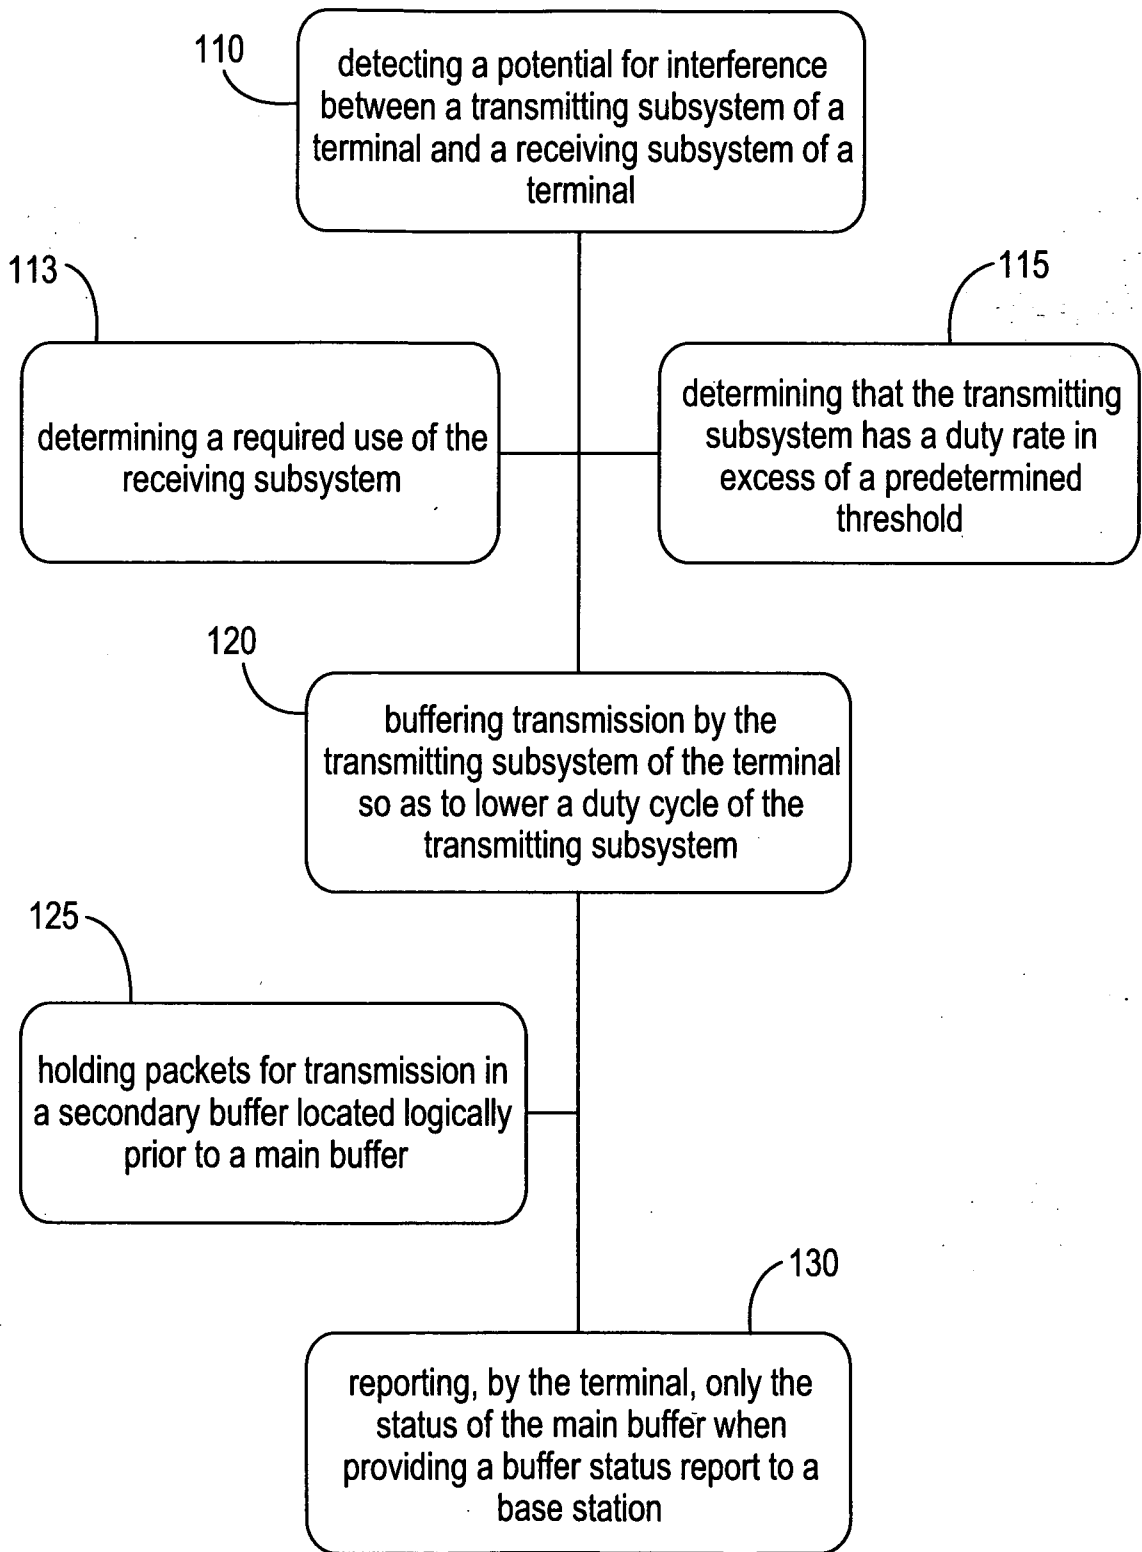 110
detecting a potential for interference
between a transmitting subsystem of a
terminal and a receiving subsystem of a
terminal
113
determining a required use of the
receiving subsystem
115
determining that the transmitting
subsystem has a duty rate in
excess of a predetermined
threshold
120
buffering transmission by the
transmitting subsystem of the terminal
so as to lower a duty cycle of the
transmitting subsystem
125
holding packets for transmission in
a secondary buffer located logically
prior to a main buffer
130
reporting, by the terminal, only the
status of the main buffer when
providing a buffer status report to a
base station